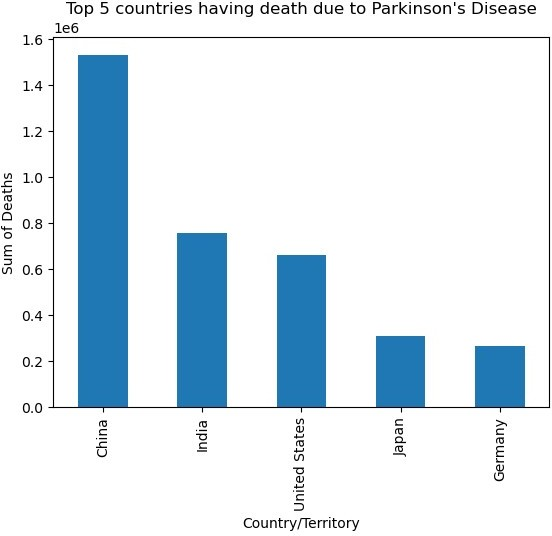 Top 5 countries having death due to Parkinson's Disease
1e6
1.6
1.4
1.2
1.0
0.8
0.6
0.4
0.2
0.0
Sum of Deaths
China
India
United States
Japan
Germany
Country/Territory